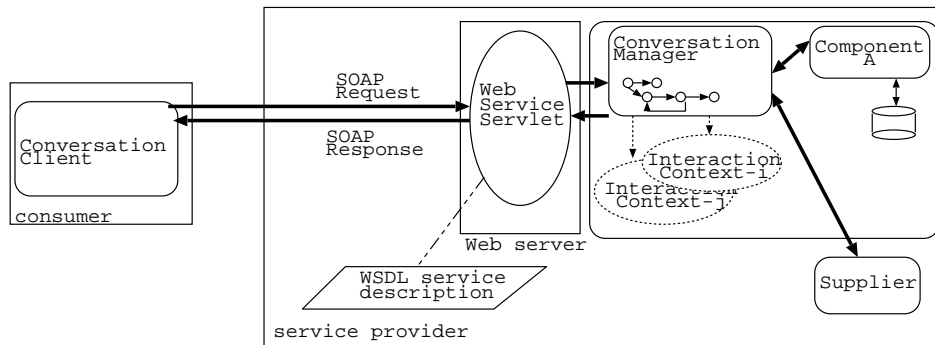 SOAP
Request
SOAP
Response
Conversation
Client
consumer
Web
Service
Servlet
Web server
Conversation
Manager
Component
A
Interaction
Context-i
Interaction
Context-j
Supplier
WSDL service
description
service provider